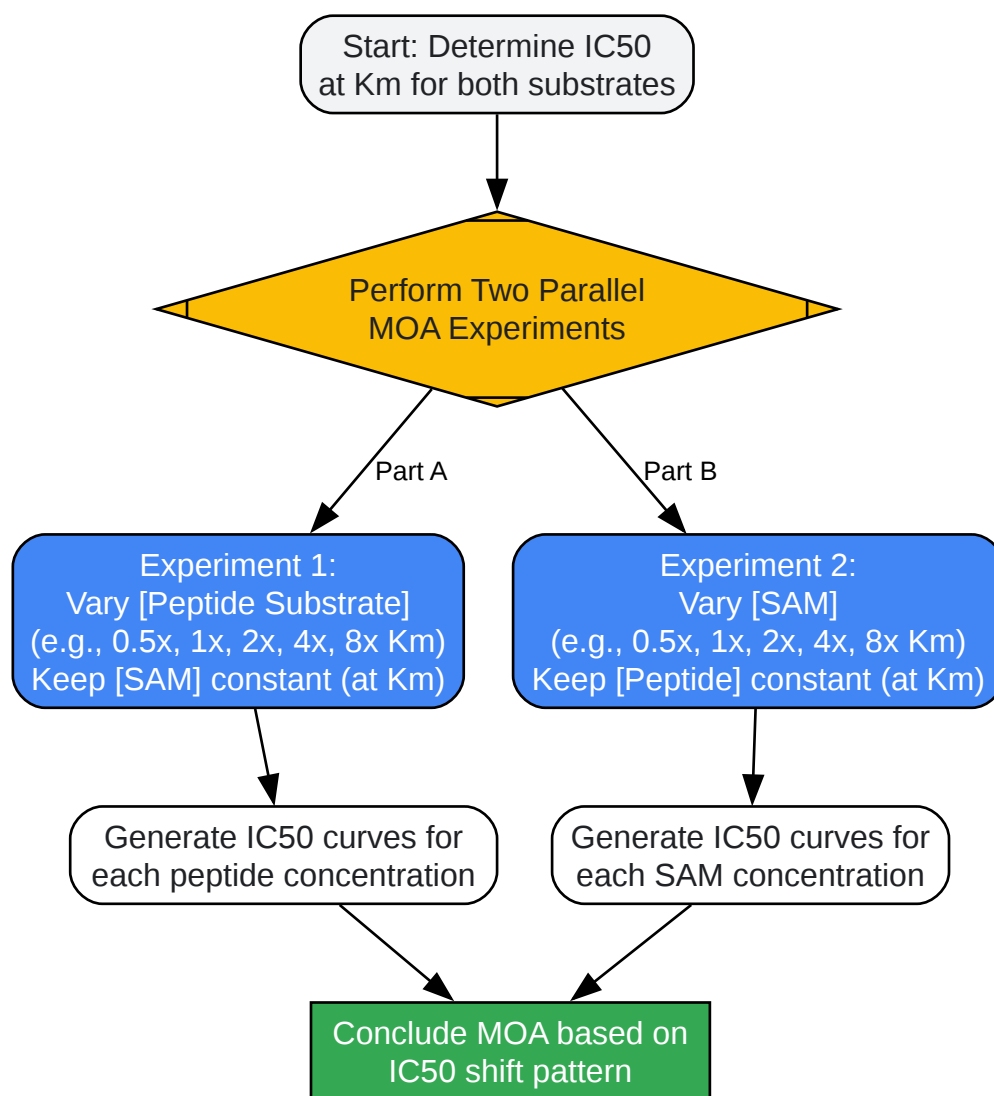 Start: Determine IC50
at Km for both substrates
Perform Two Parallel
MOA Experiments
Part A
Part B
Experiment 1:
Vary [Peptide Substrate]
(e.g., 0.5x, 1x, 2x, 4x, 8x Km)
Keep [SAM] constant (at Km)
Experiment 2:
Vary [SAM]
(e.g., 0.5x, 1x, 2x, 4x, 8x Km)
Keep [Peptide] constant (at Km)
Generate IC50 curves for
each peptide concentration
Generate IC50 curves for
each SAM concentration
Conclude MOA based on
IC50 shift pattern